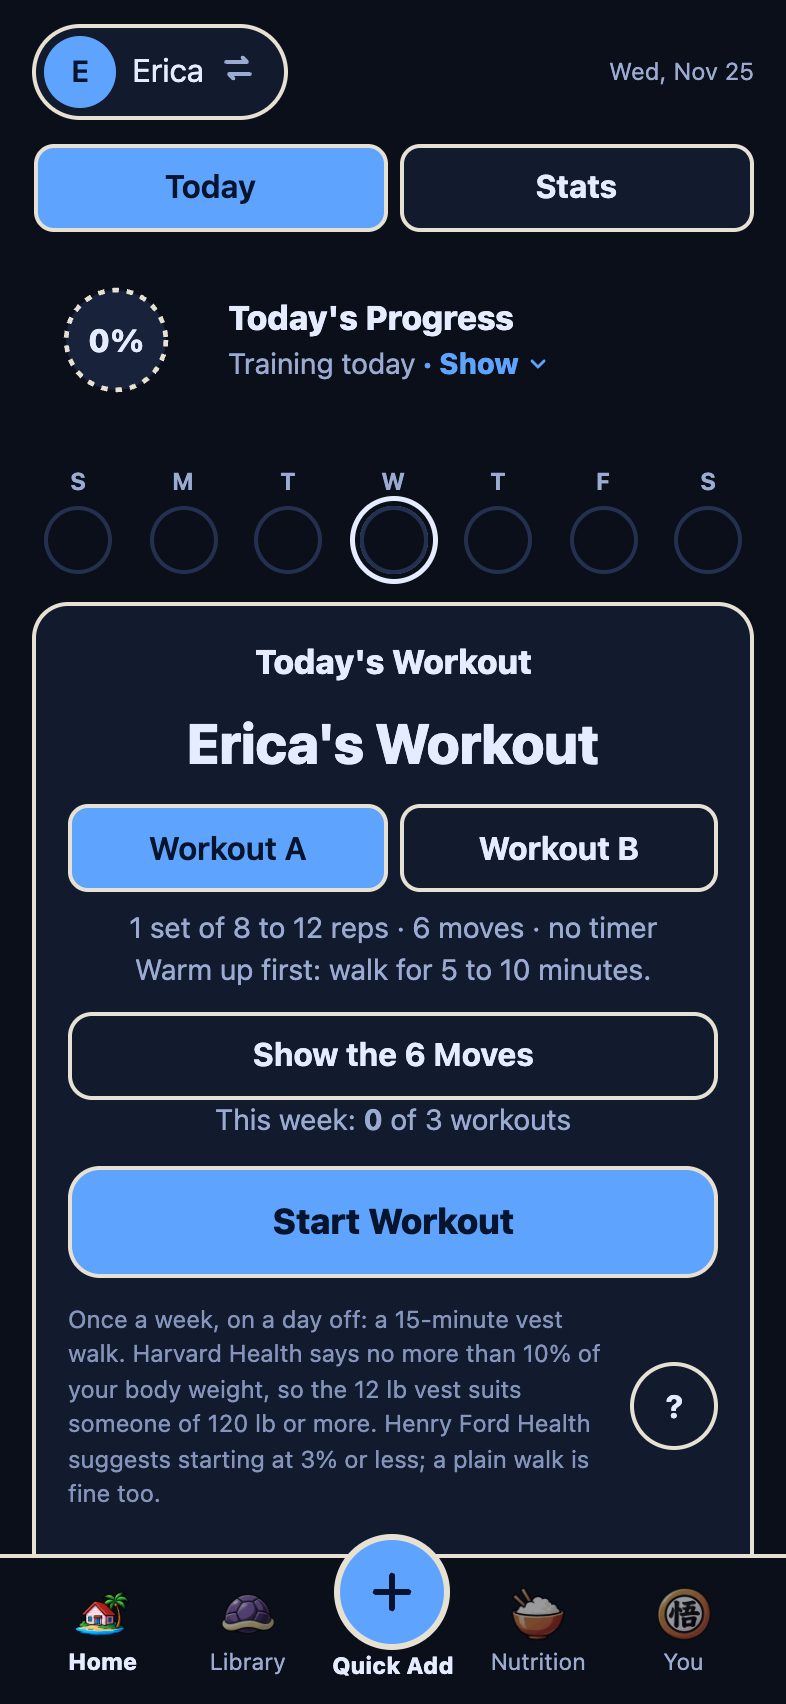 E Erica
Wed, Nov 25
Today
Stats
0%
Today's Progress
Training today · Show
S M T W T F S
Today's Workout
Erica's Workout
Workout A
Workout B
1 set of 8 to 12 reps · 6 moves · no timer
Warm up first: walk for 5 to 10 minutes.
Show the 6 Moves
This week: 0 of 3 workouts
Start Workout
Once a week, on a day off: a 15-minute vest
walk. Harvard Health says no more than 10% of
your body weight, so the 12 lb vest suits
someone of 120 lb or more. Henry Ford Health
suggests starting at 3% or less; a plain walk is
fine too.
?
悟
Home
Library
Quick Add
Nutrition
You